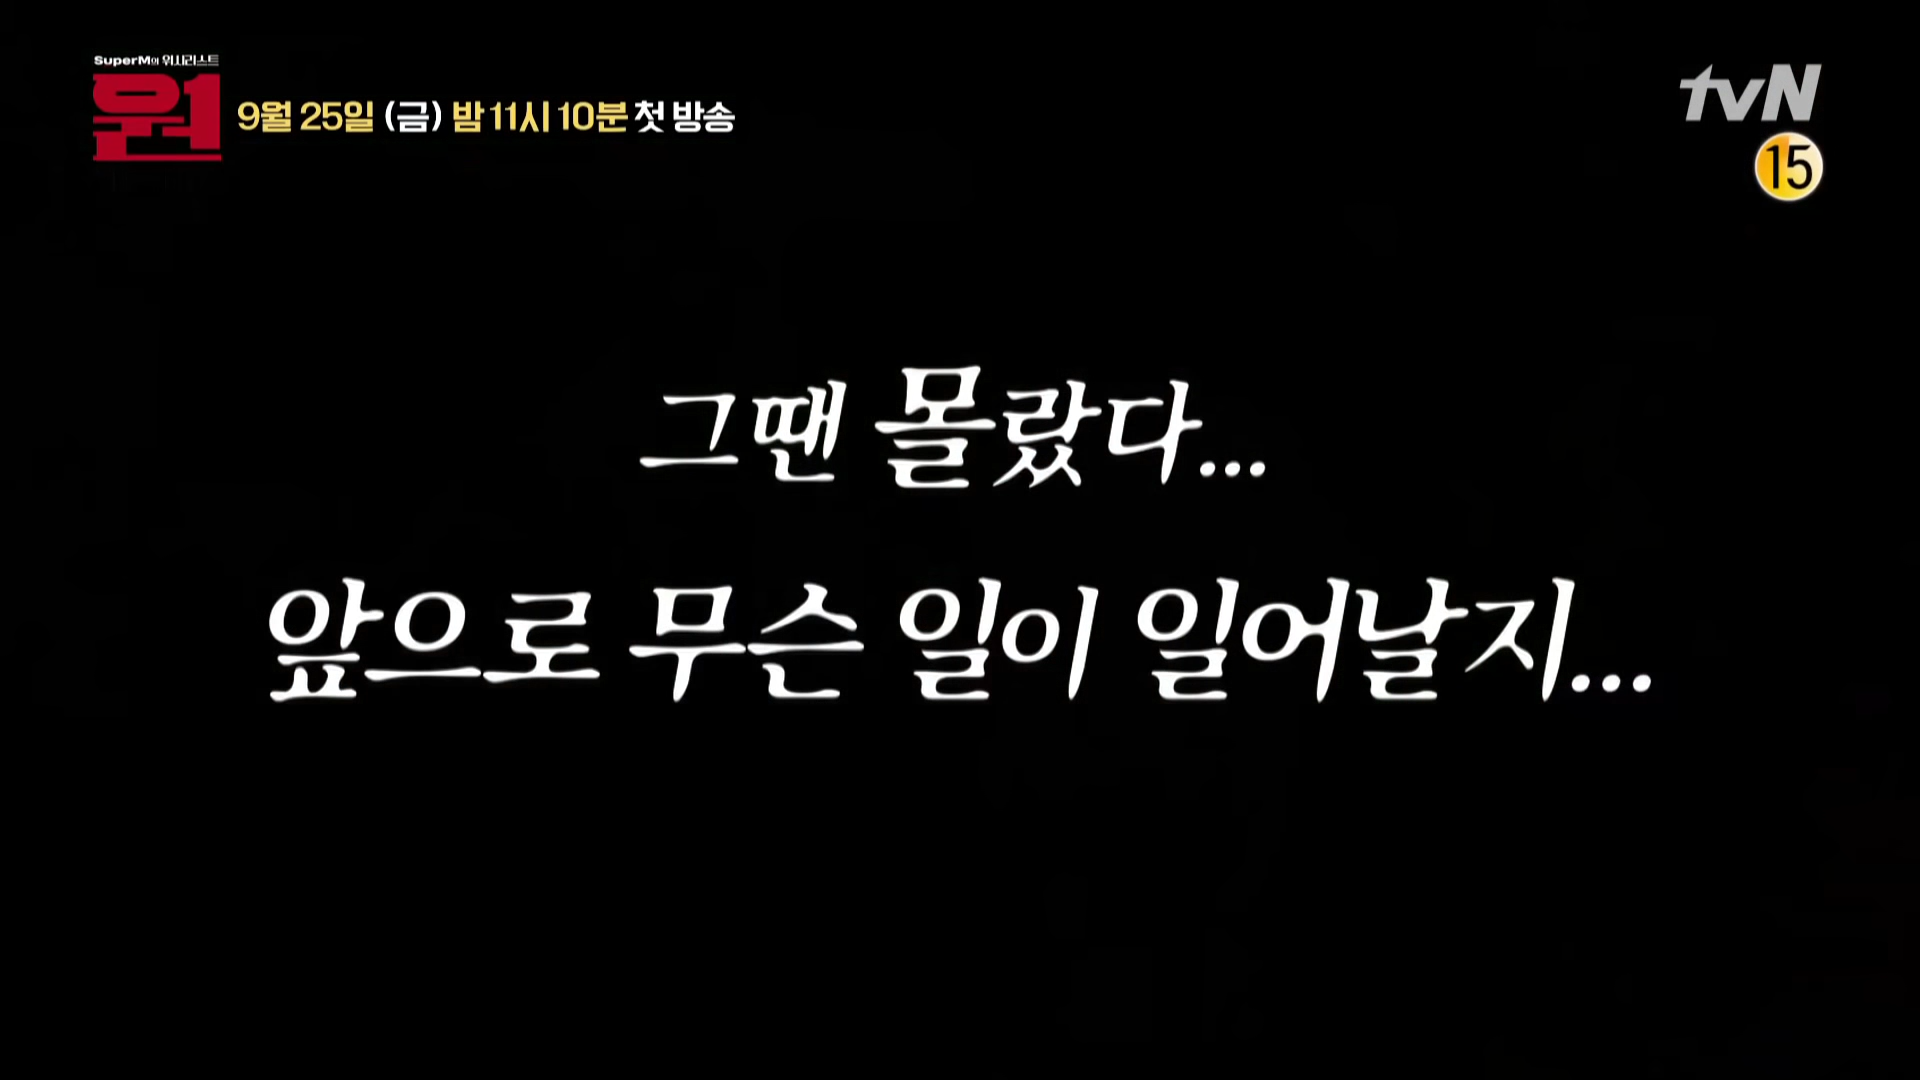 SuperM의 위시리스트
원
9월 25일 (금) 밤 11시 10분 첫 방송
tvN
15
그땐 몰랐다...
앞으로 무슨 일이 일어날지...